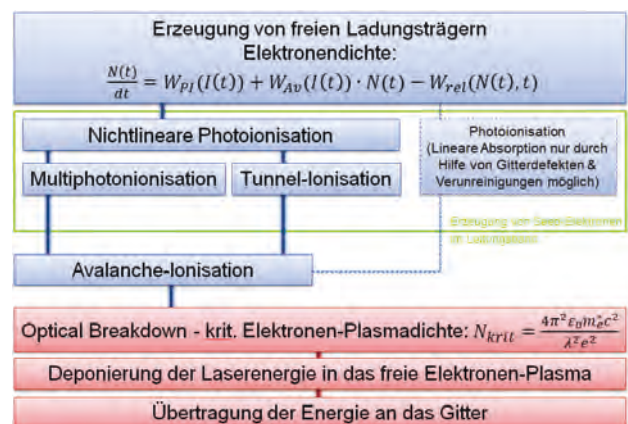 Erzeugung von freien Ladungsträgern
Elektronendichte:
N(t)/dt = W_PI(I(t)) + W_Av(I(t)) · N(t) − W_rel(N(t), t)
Nichtlineare Photoionisation
Photoionisation
(Lineare Absorption nur durch
Hilfe von Gitterdefekten &
Verunreinigungen möglich)
Multiphotonionisation
Tunnel-Ionisation
Erzeugung von Seed-Elektronen
im Leitungsband
Avalanche-Ionisation
Optical Breakdown - krit. Elektronen-Plasmadichte: N_krit = 4π²ε₀m*_e c² / λ²e²
Deponierung der Laserenergie in das freie Elektronen-Plasma
Übertragung der Energie an das Gitter